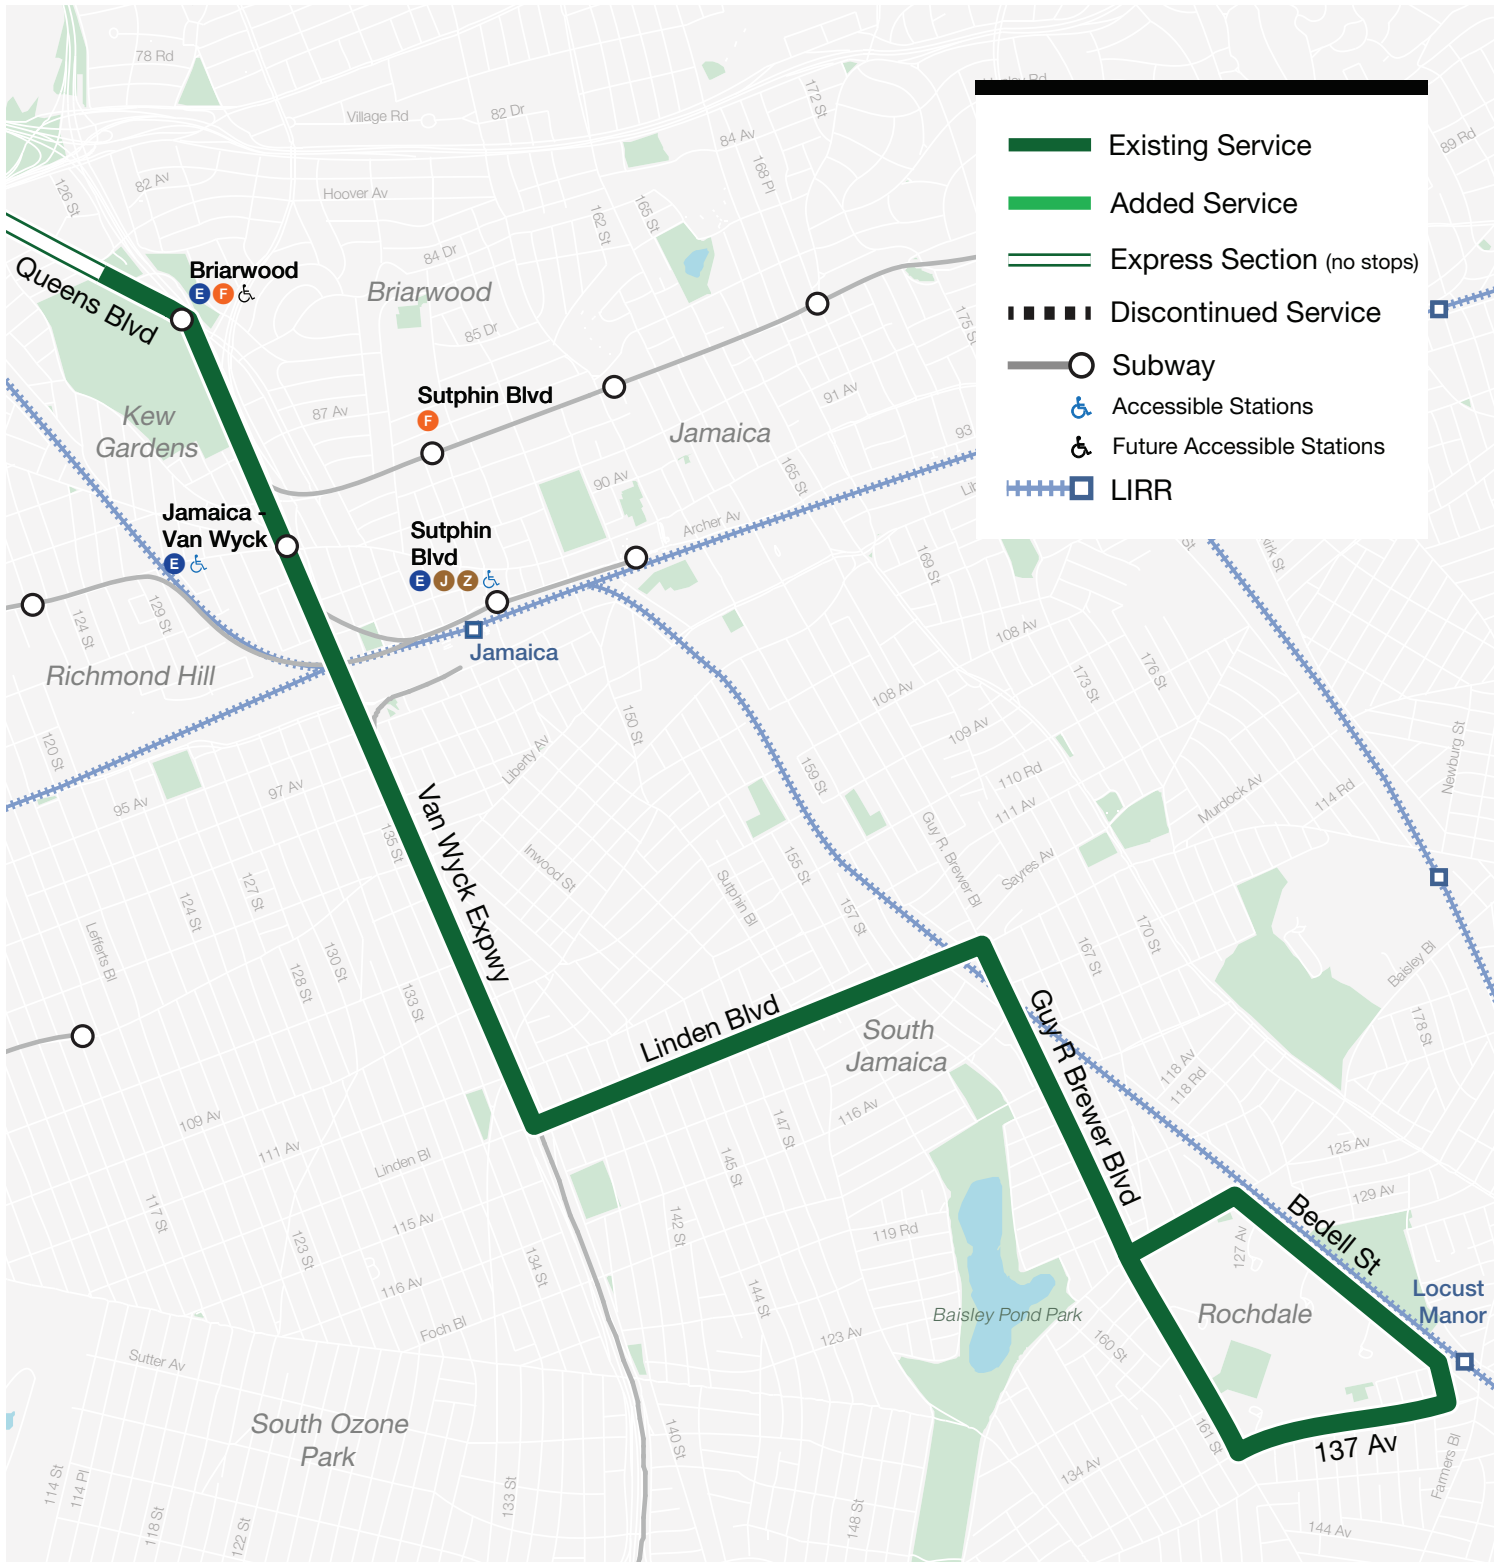 78 Rd
Village Rd
82 Dr
172 St
84 Av
89 Rd
126 St
82 Av
Hoover Av
168 Pl
162 St
165 St
84 Dr
Existing Service
Added Service
Express Section (no stops)
Discontinued Service
Subway
Accessible Stations
Future Accessible Stations
LIRR
Queens Blvd
Briarwood
E F
Briarwood
85 Dr
175 St
Kew
Gardens
87 Av
Sutphin Blvd
F
Jamaica
91 Av
93
90 Av
165 St
Archer Av
Jamaica -
Van Wyck
E
Sutphin
Blvd
E J Z
Jamaica
169 St
St
124 St
129 St
Richmond Hill
108 Av
176 St
173 St
108 Av
120 St
95 Av
97 Av
150 St
Liberty Av
109 Av
159 St
110 Rd
111 Av
Newburg St
Murdock Av
114 Rd
Van Wyck Expwy
135 St
Inwood St
Guy R. Brewer Bl
Sayres Av
155 St
Sutphin Bl
157 St
127 St
124 St
Lefferts Bl
130 St
128 St
133 St
170 St
167 St
Baisley Bl
178 St
Linden Blvd
South
Jamaica
Guy R Brewer Blvd
118 Av
118 Rd
116 Av
147 St
145 St
109 Av
111 Av
Linden Bl
125 Av
129 Av
117 St
123 St
115 Av
142 St
119 Rd
134 St
116 Av
144 St
Foch Bl
123 Av
Baisley Pond Park
127 Av
Bedell St
Rochdale
Locust
Manor
160 St
Sutter Av
South Ozone
Park
140 St
161 St
137 Av
134 Av
Farmers Bl
114 St
114 Pl
118 St
122 St
133 St
148 St
144 Av